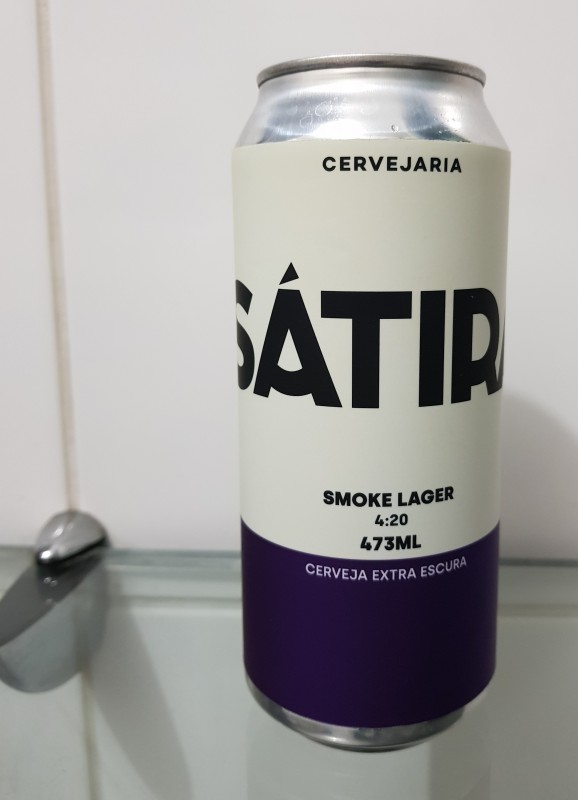 CERVEJARIA
SÁTIRA
SMOKE LAGER
4:20
473ML
CERVEJA EXTRA ESCURA